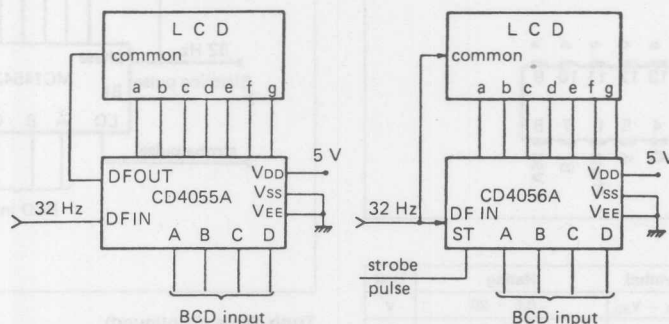 L C D
common
a b c d e f g
DFOUT
CD4055A
VDD
VSS
VEE
5 V
32 Hz
DFIN
A B C D
BCD input
L C D
common
a b c d e f g
CD4056A
VDD
VSS
VEE
5 V
32 Hz
DF IN
ST A B C D
strobe
pulse
BCD input